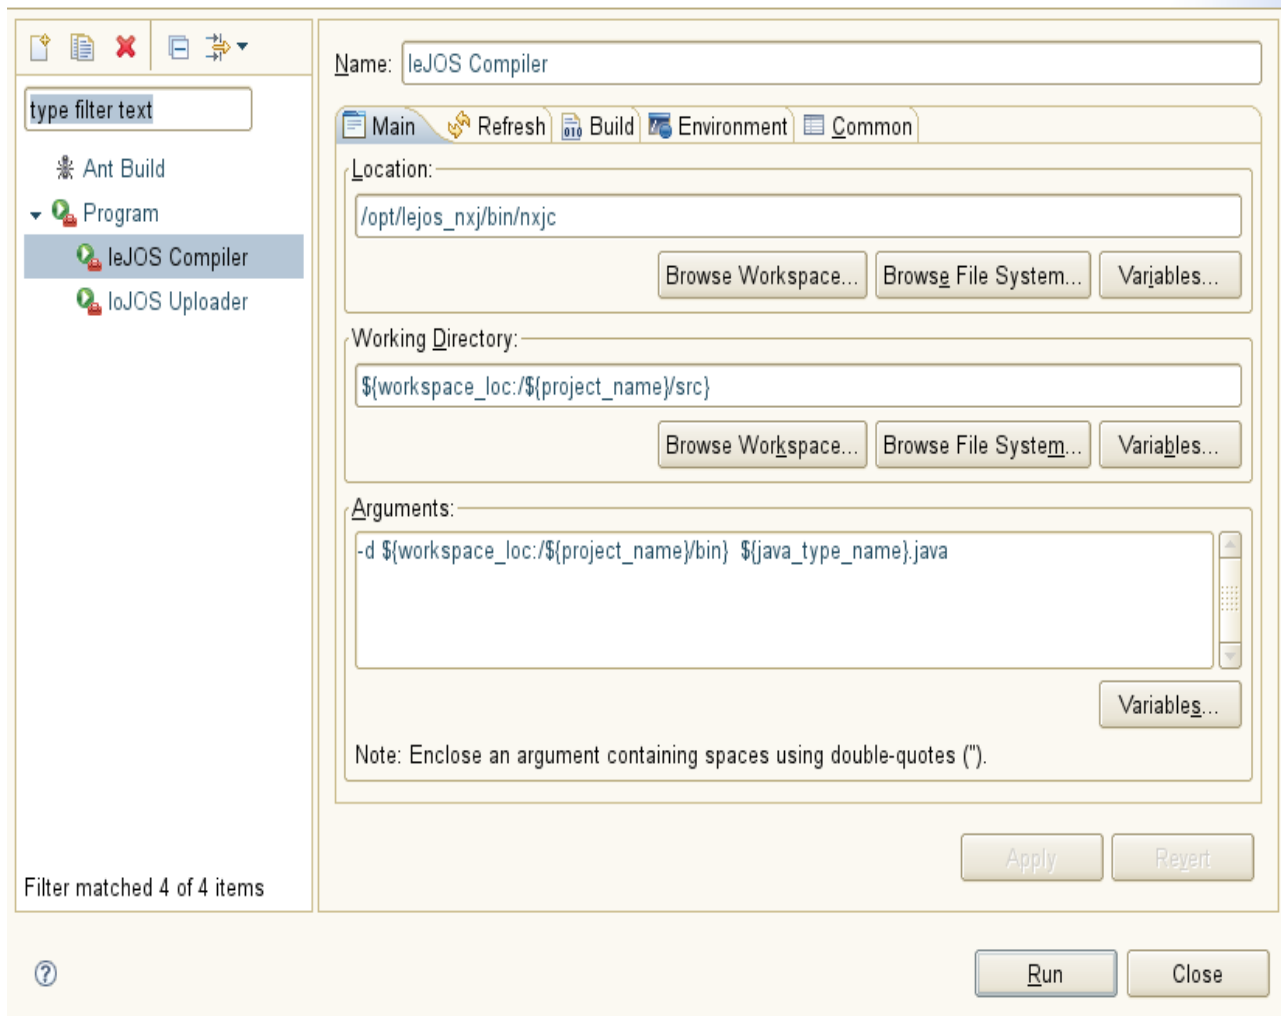 Name: leJOS Compiler
type filter text
Main Refresh Build Environment Common
Ant Build
Program
leJOS Compiler
loJOS Uploader
Filter matched 4 of 4 items
Location:
/opt/lejos_nxj/bin/nxjc
Browse Workspace... Browse File System... Variables...
Working Directory:
${workspace_loc:/${project_name}/src}
Browse Workspace... Browse File System... Variables...
Arguments:
-d ${workspace_loc:/${project_name}/bin}  ${java_type_name}.java
Variables...
Note: Enclose an argument containing spaces using double-quotes (").
Apply Revert
Run Close